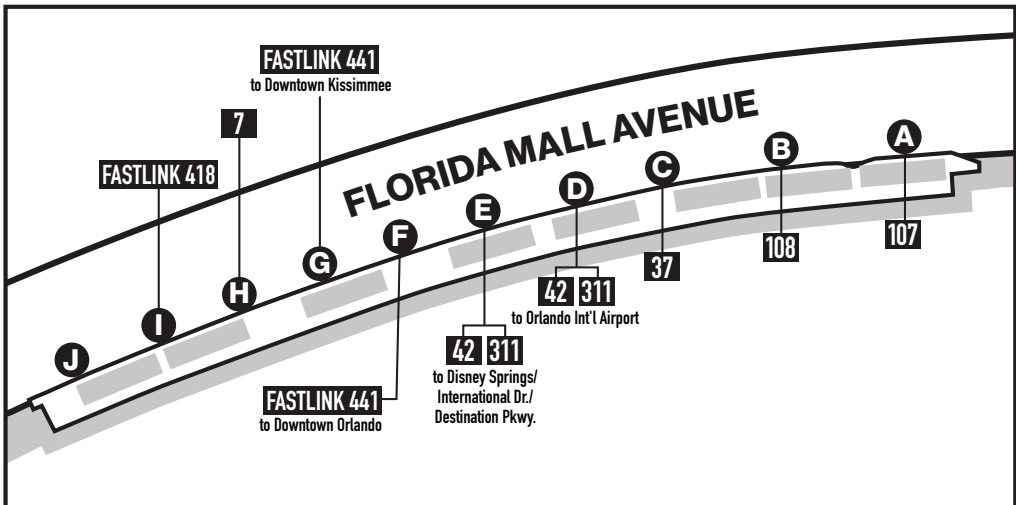 FASTLINK 441
to Downtown Kissimmee
7
FASTLINK 418
FLORIDA MALL AVENUE
A
B
C
D
E
F
G
H
I
J
107
108
37
42 311
to Orlando Int'l Airport
42 311
to Disney Springs/
International Dr./
Destination Pkwy.
FASTLINK 441
to Downtown Orlando